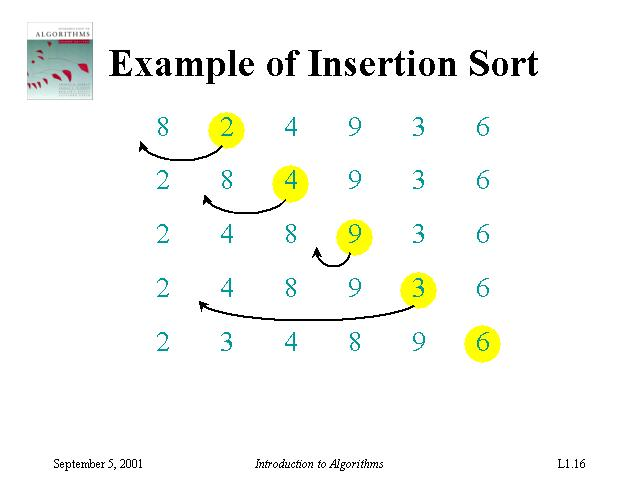 ALGORITHMS
Example of Insertion Sort
8 2 4 9 3 6
2 8 4 9 3 6
2 4 8 9 3 6
2 4 8 9 3 6
2 3 4 8 9 6
September 5, 2001 Introduction to Algorithms L1.16